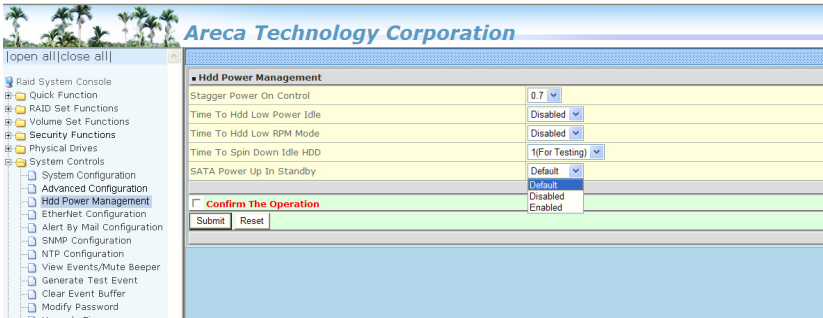 Areca Technology Corporation
|open all|close all|
Raid System Console
Quick Function
RAID Set Functions
Volume Set Functions
Security Functions
Physical Drives
System Controls
System Configuration
Advanced Configuration
Hdd Power Management
EtherNet Configuration
Alert By Mail Configuration
SNMP Configuration
NTP Configuration
View Events/Mute Beeper
Generate Test Event
Clear Event Buffer
Modify Password
Hdd Power Management
Stagger Power On Control 0.7
Time To Hdd Low Power Idle Disabled
Time To Hdd Low RPM Mode Disabled
Time To Spin Down Idle HDD 1(For Testing)
SATA Power Up In Standby Default
Default
Disabled
Enabled
Confirm The Operation
Submit Reset